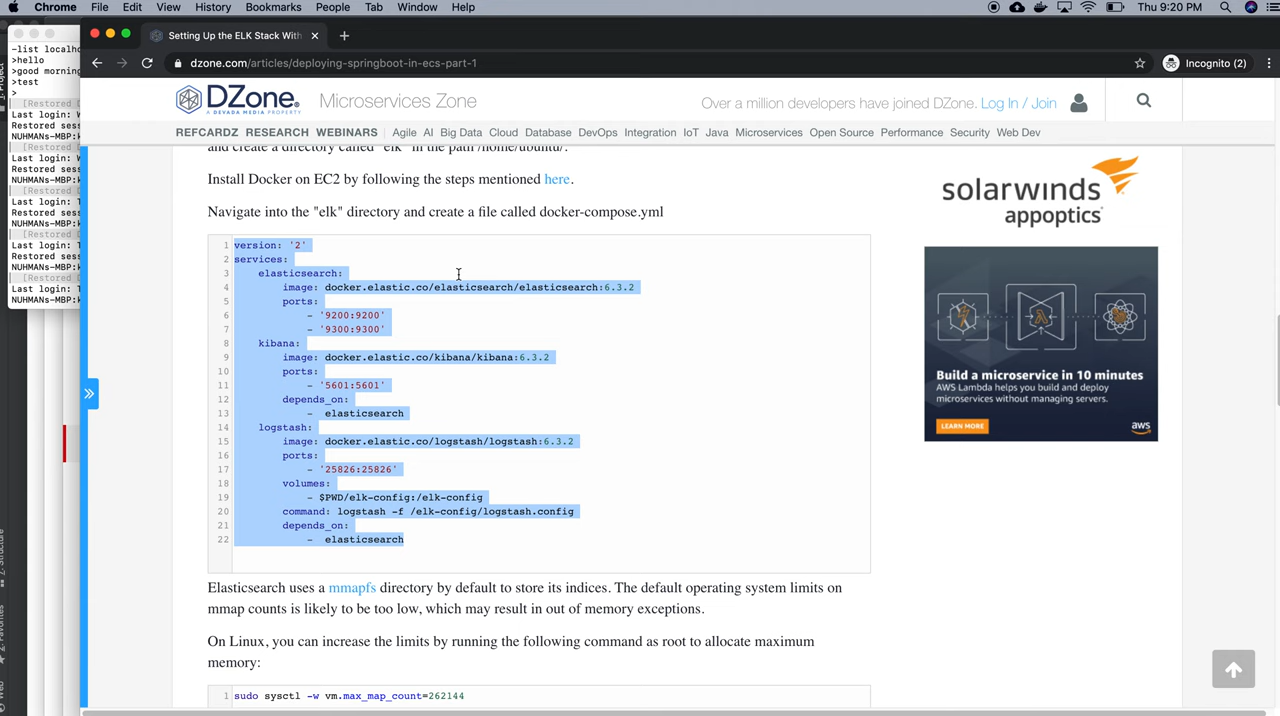 Chrome File Edit View History Bookmarks People Tab Window Help Thu 9:20 PM
Setting Up the ELK Stack With
dzone.com/articles/deploying-springboot-in-ecs-part-1
Incognito (2)
-list localho
>hello
>good morning
>test
>
Last login: W
Restored sess
NUHMANs-MBP:k
Last login: W
Restored sess
NUHMANs-MBP:k
[Restored D
Last login: T
Restored sess
NUHMANs-MBP:k
[Restored D
Last login: T
Restored sess
NUHMANs-MBP:k
[Restored D
Last login: T
NUHMANs-MBP:k
DZone
A DEVADA MEDIA PROPERTY
Microservices Zone
Over a million developers have joined DZone. Log In / Join
REFCARDZ RESEARCH WEBINARS Agile AI Big Data Cloud Database DevOps Integration IoT Java Microservices Open Source Performance Security Web Dev
and create a directory called "elk" in the path /home/ubuntu/.
Install Docker on EC2 by following the steps mentioned here.
Navigate into the "elk" directory and create a file called docker-compose.yml
1 version: '2'
2 services:
3 elasticsearch:
4 image: docker.elastic.co/elasticsearch/elasticsearch:6.3.2
5 ports:
6 - '9200:9200'
7 - '9300:9300'
8 kibana:
9 image: docker.elastic.co/kibana/kibana:6.3.2
10 ports:
11 - '5601:5601'
12 depends_on:
13 - elasticsearch
14 logstash:
15 image: docker.elastic.co/logstash/logstash:6.3.2
16 ports:
17 - '25826:25826'
18 volumes:
19 - $PWD/elk-config:/elk-config
20 command: logstash -f /elk-config/logstash.config
21 depends_on:
22 - elasticsearch
Elasticsearch uses a mmapfs directory by default to store its indices. The default operating system limits on
mmap counts is likely to be too low, which may result in out of memory exceptions.
On Linux, you can increase the limits by running the following command as root to allocate maximum
memory:
1 sudo sysctl -w vm.max_map_count=262144
solarwinds
appoptics
Build a microservice in 10 minutes
AWS Lambda helps you build and deploy
microservices without managing servers.
LEARN MORE
aws